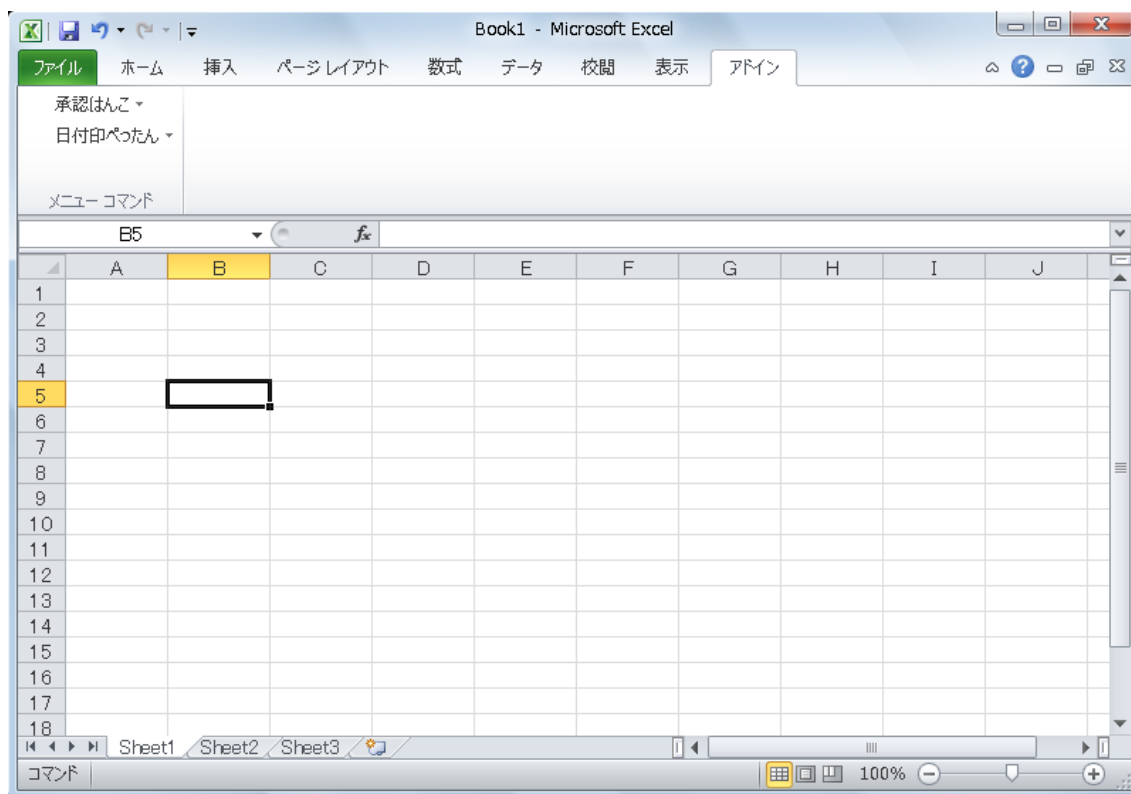 Book1 - Microsoft Excel
ファイル ホーム 挿入 ページ レイアウト 数式 データ 校閲 表示 アドイン
承認はんこ
日付印ぺったん
メニュー コマンド
B5 fx
A B C D E F G H I J
1
2
3
4
5
6
7
8
9
10
11
12
13
14
15
16
17
18
Sheet1 Sheet2 Sheet3
コマンド 100%